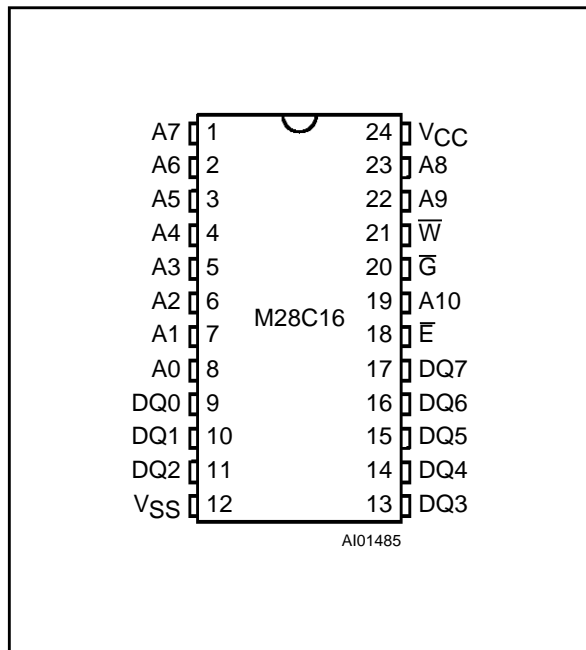 A7 1 24 VCC
A6 2 23 A8
A5 3 22 A9
A4 4 21 W̅
A3 5 20 G̅
A2 6 19 A10
A1 7 18 E̅
A0 8 17 DQ7
DQ0 9 16 DQ6
DQ1 10 15 DQ5
DQ2 11 14 DQ4
VSS 12 13 DQ3
M28C16
AI01485